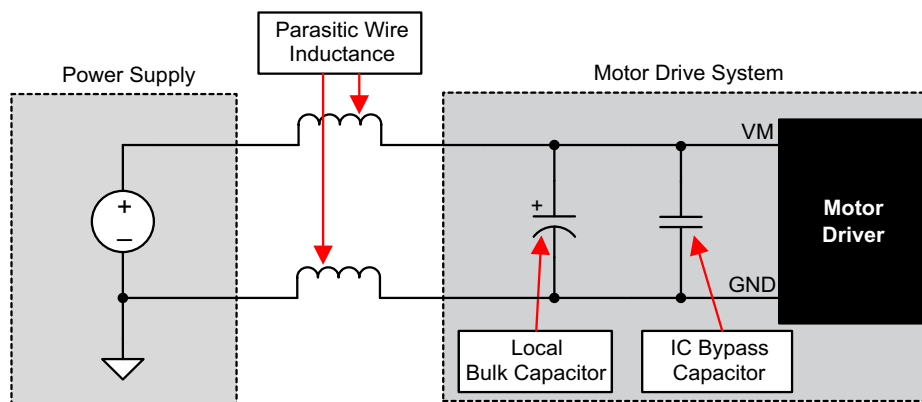 Parasitic Wire
Inductance
Power Supply
Motor Drive System
VM
+
–
+
Motor
Driver
GND
Local
Bulk Capacitor
IC Bypass
Capacitor